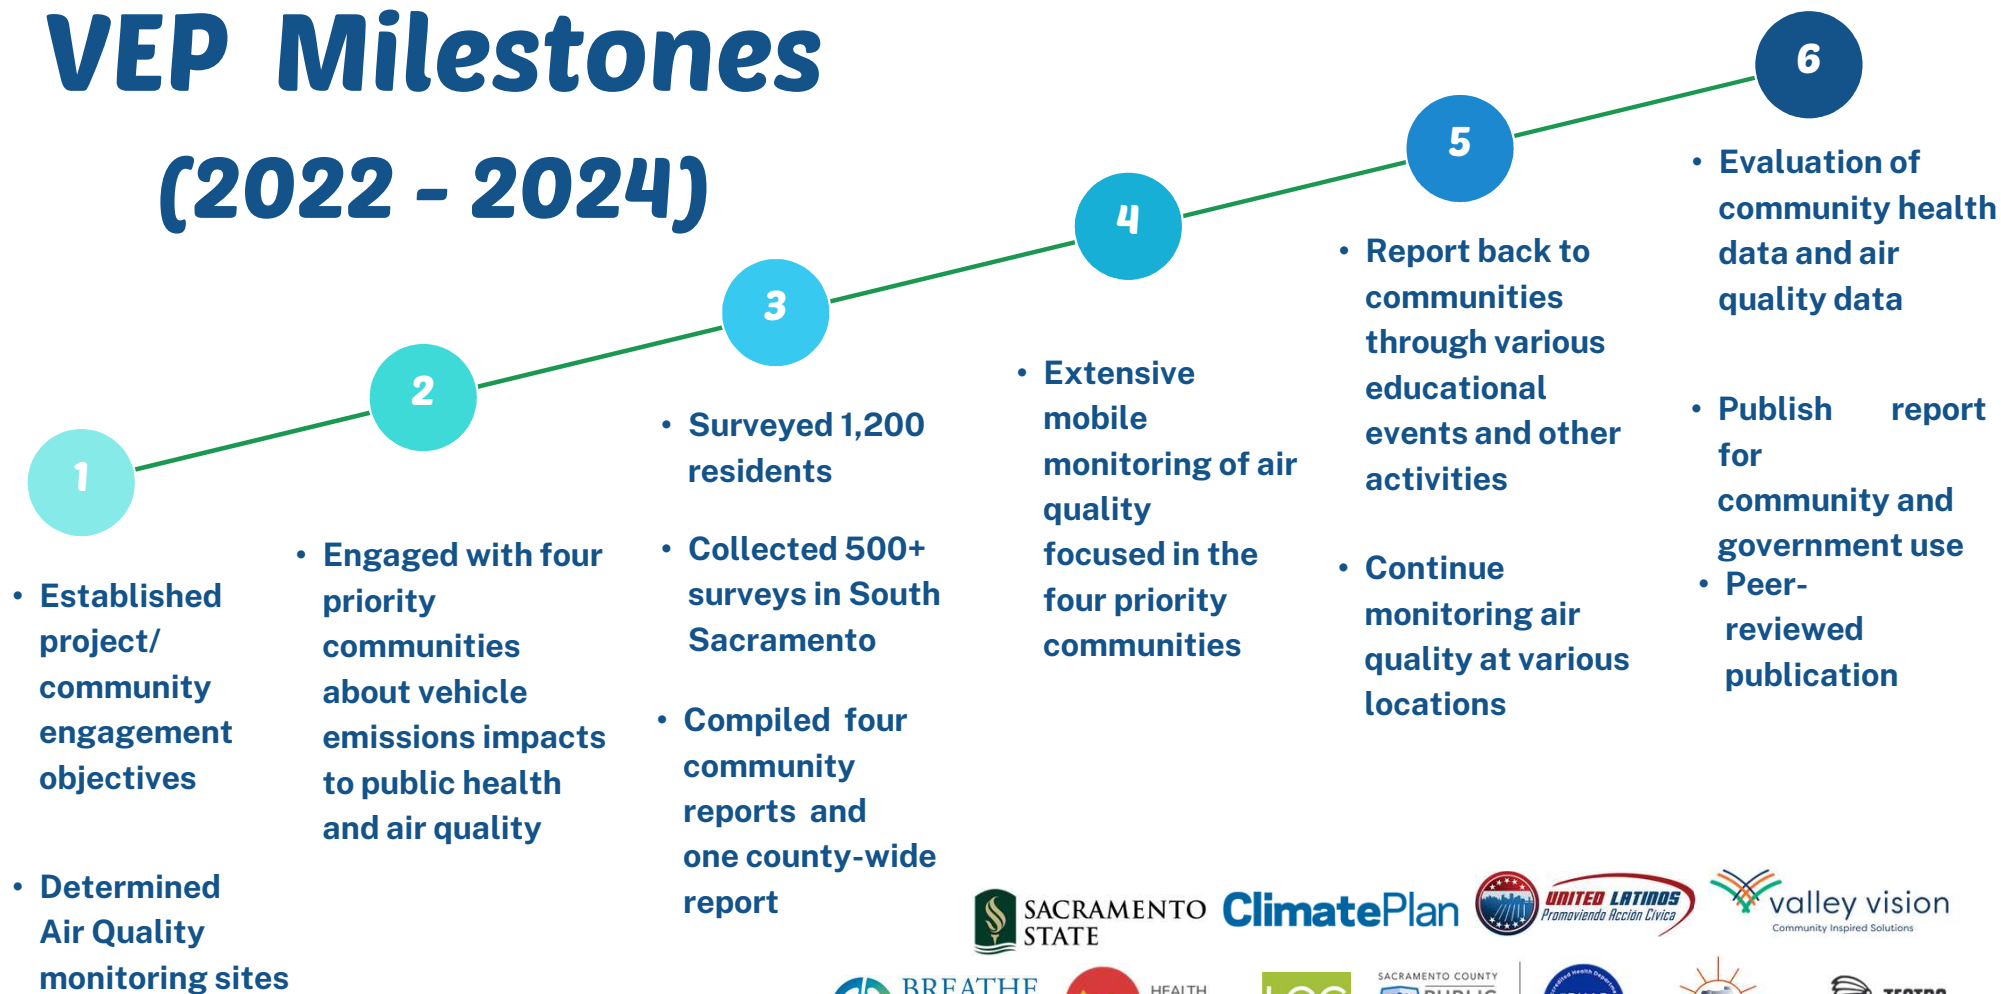 VEP Milestones
(2022 - 2024)
1
• Established
project/
community
engagement
objectives
• Determined
Air Quality
monitoring sites
2
• Engaged with four
priority
communities
about vehicle
emissions impacts
to public health
and air quality
3
• Surveyed 1,200
residents
• Collected 500+
surveys in South
Sacramento
• Compiled four
community
reports and
one county-wide
report
4
• Extensive
mobile
monitoring of air
quality
focused in the
four priority
communities
5
• Report back to
communities
through various
educational
events and other
activities
• Continue
monitoring air
quality at various
locations
6
• Evaluation of
community health
data and air
quality data
• Publish report
for
community and
government use
• Peer-
reviewed
publication
SACRAMENTO
STATE
ClimatePlan
UNITED LATINOS
Promoviendo Acción Cívica
valley vision
Community Inspired Solutions
BREATHE
HEALTH
SACRAMENTO COUNTY
PUBLIC